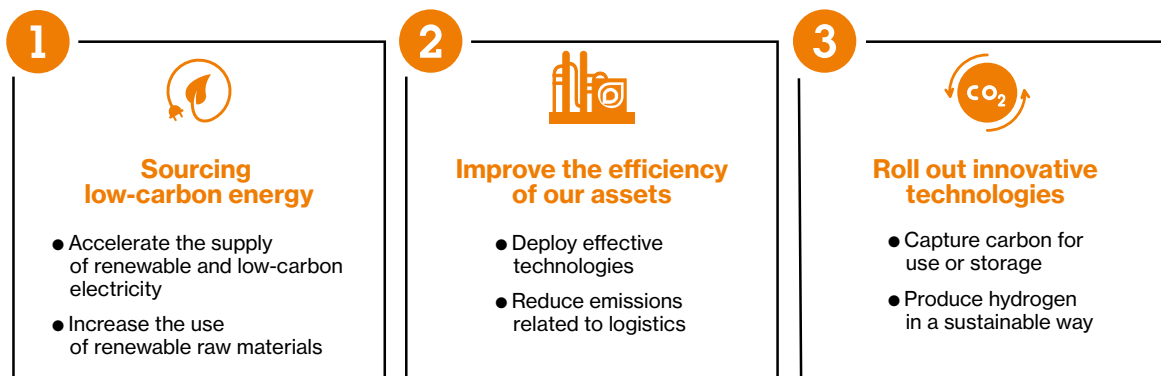 1
Sourcing
low-carbon energy
● Accelerate the supply
of renewable and low-carbon
electricity
● Increase the use
of renewable raw materials
2
Improve the efficiency
of our assets
● Deploy effective
technologies
● Reduce emissions
related to logistics
3
CO₂
Roll out innovative
technologies
● Capture carbon for
use or storage
● Produce hydrogen
in a sustainable way